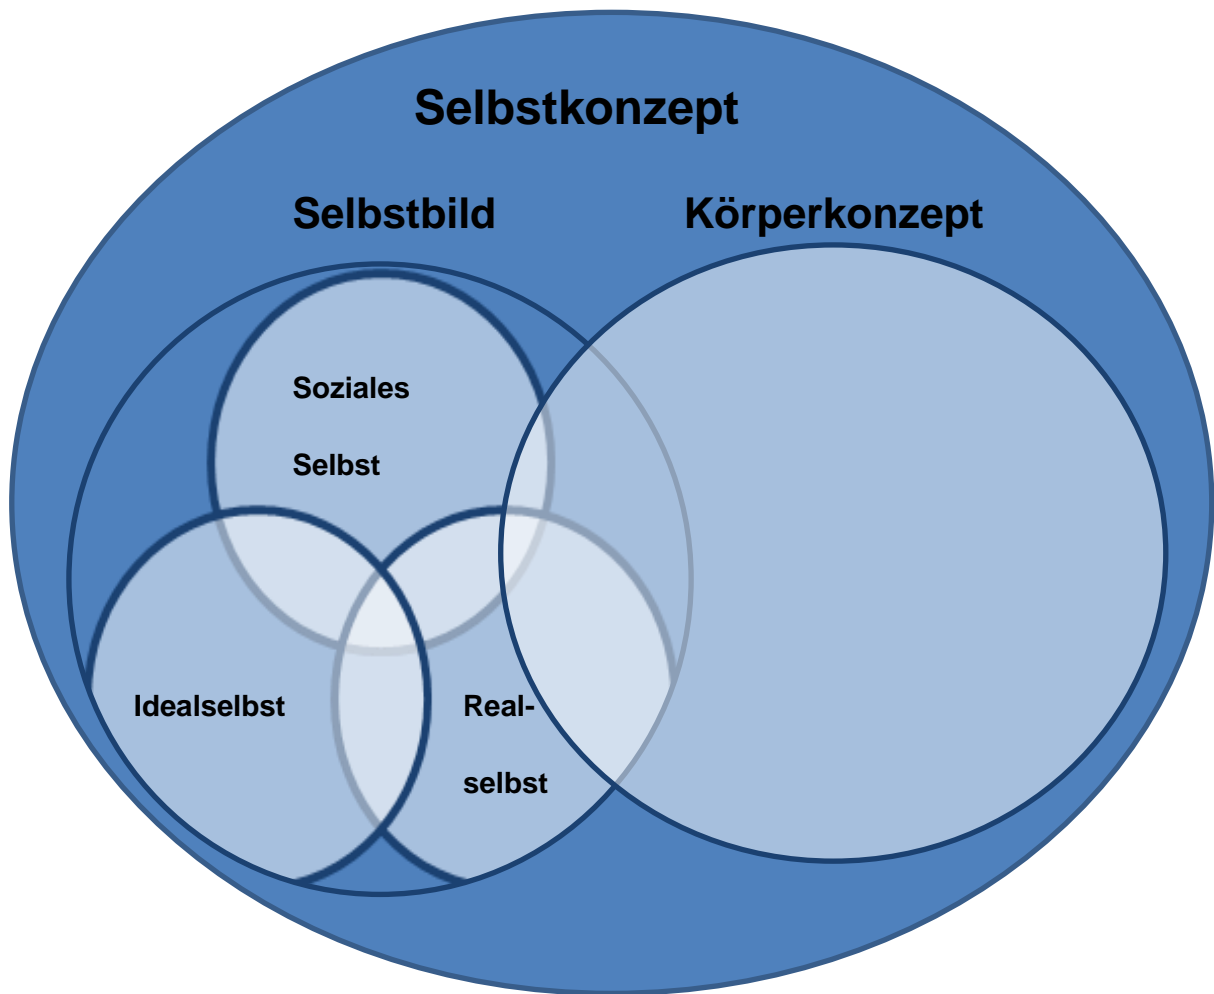 Selbstkonzept
Selbstbild
Körperkonzept
Soziales
Selbst
Idealselbst
Real-
selbst